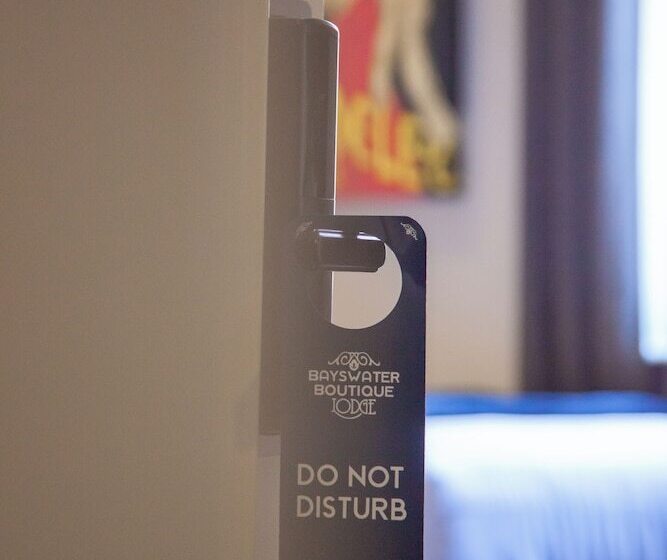 BAYSWATER
BOUTIQUE
LODGE
DO NOT
DISTURB